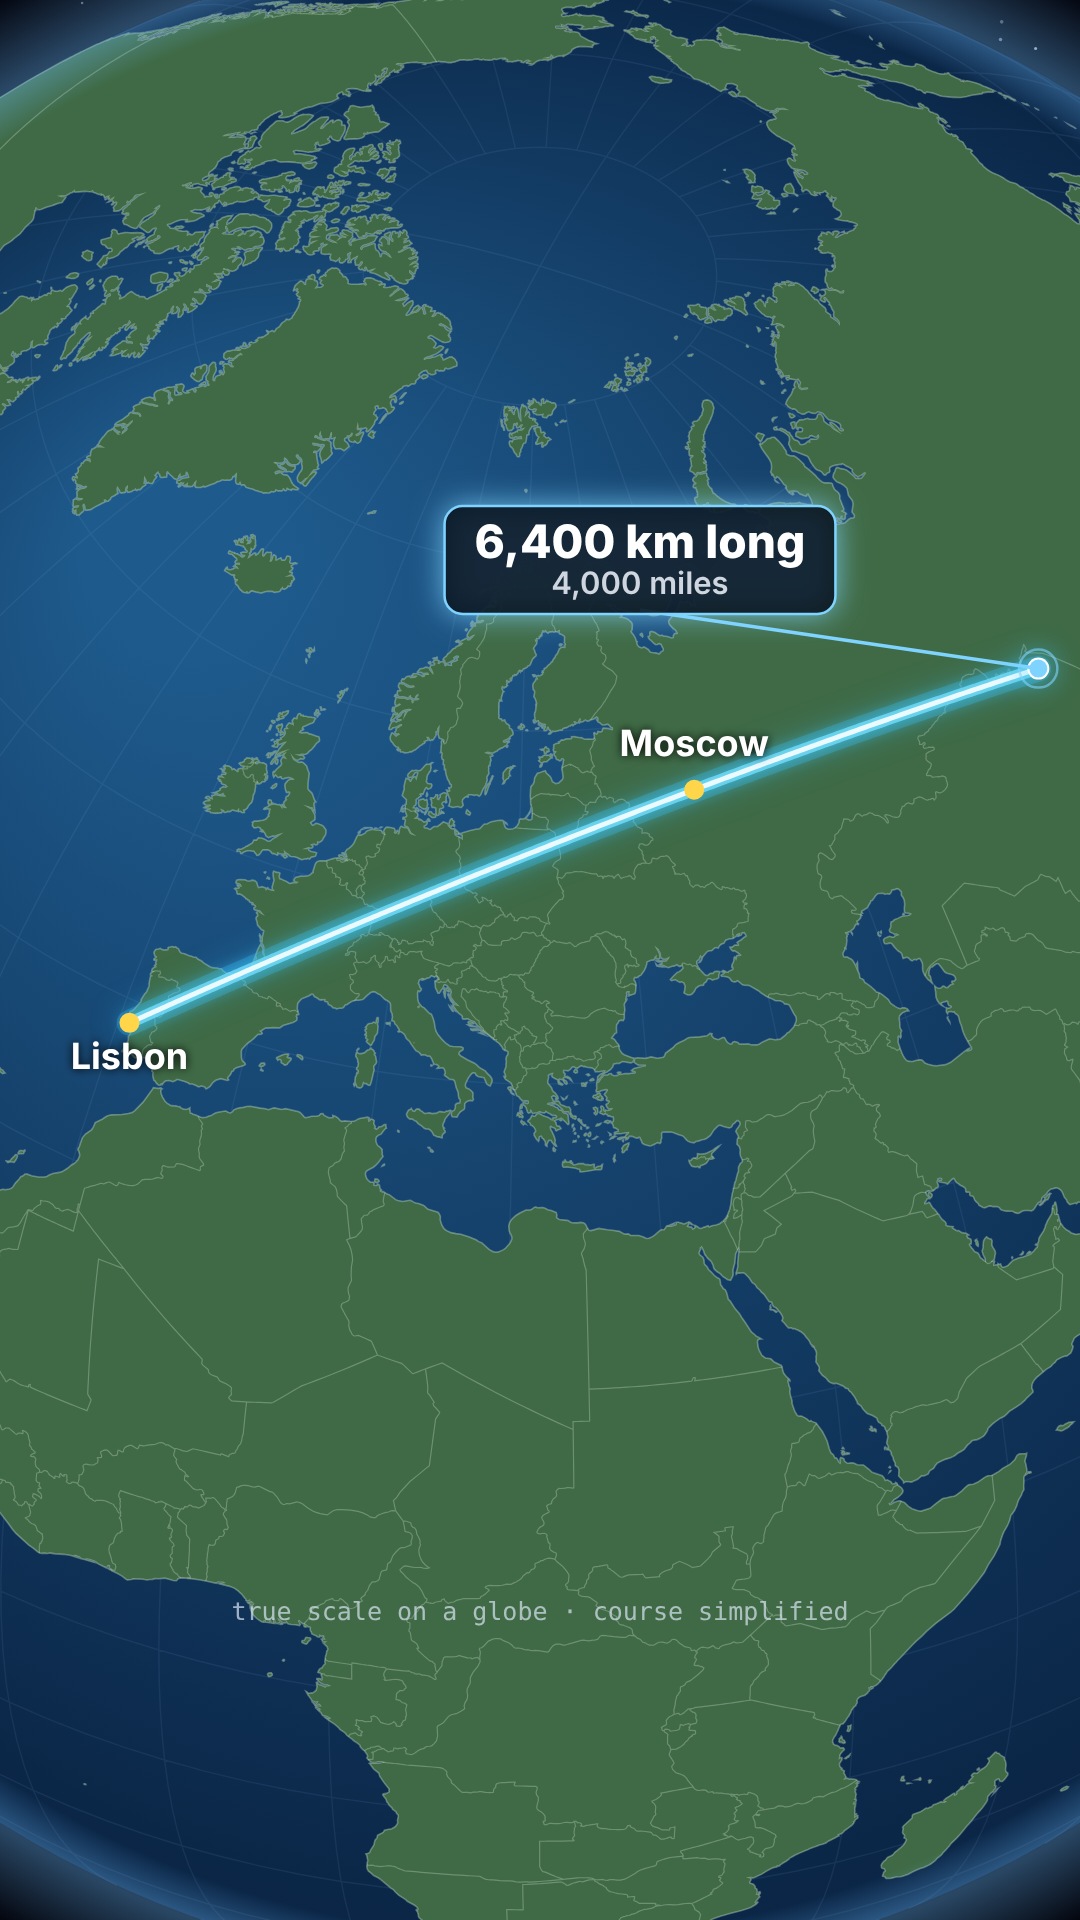 6,400 km long
4,000 miles
Moscow
Lisbon
true scale on a globe · course simplified